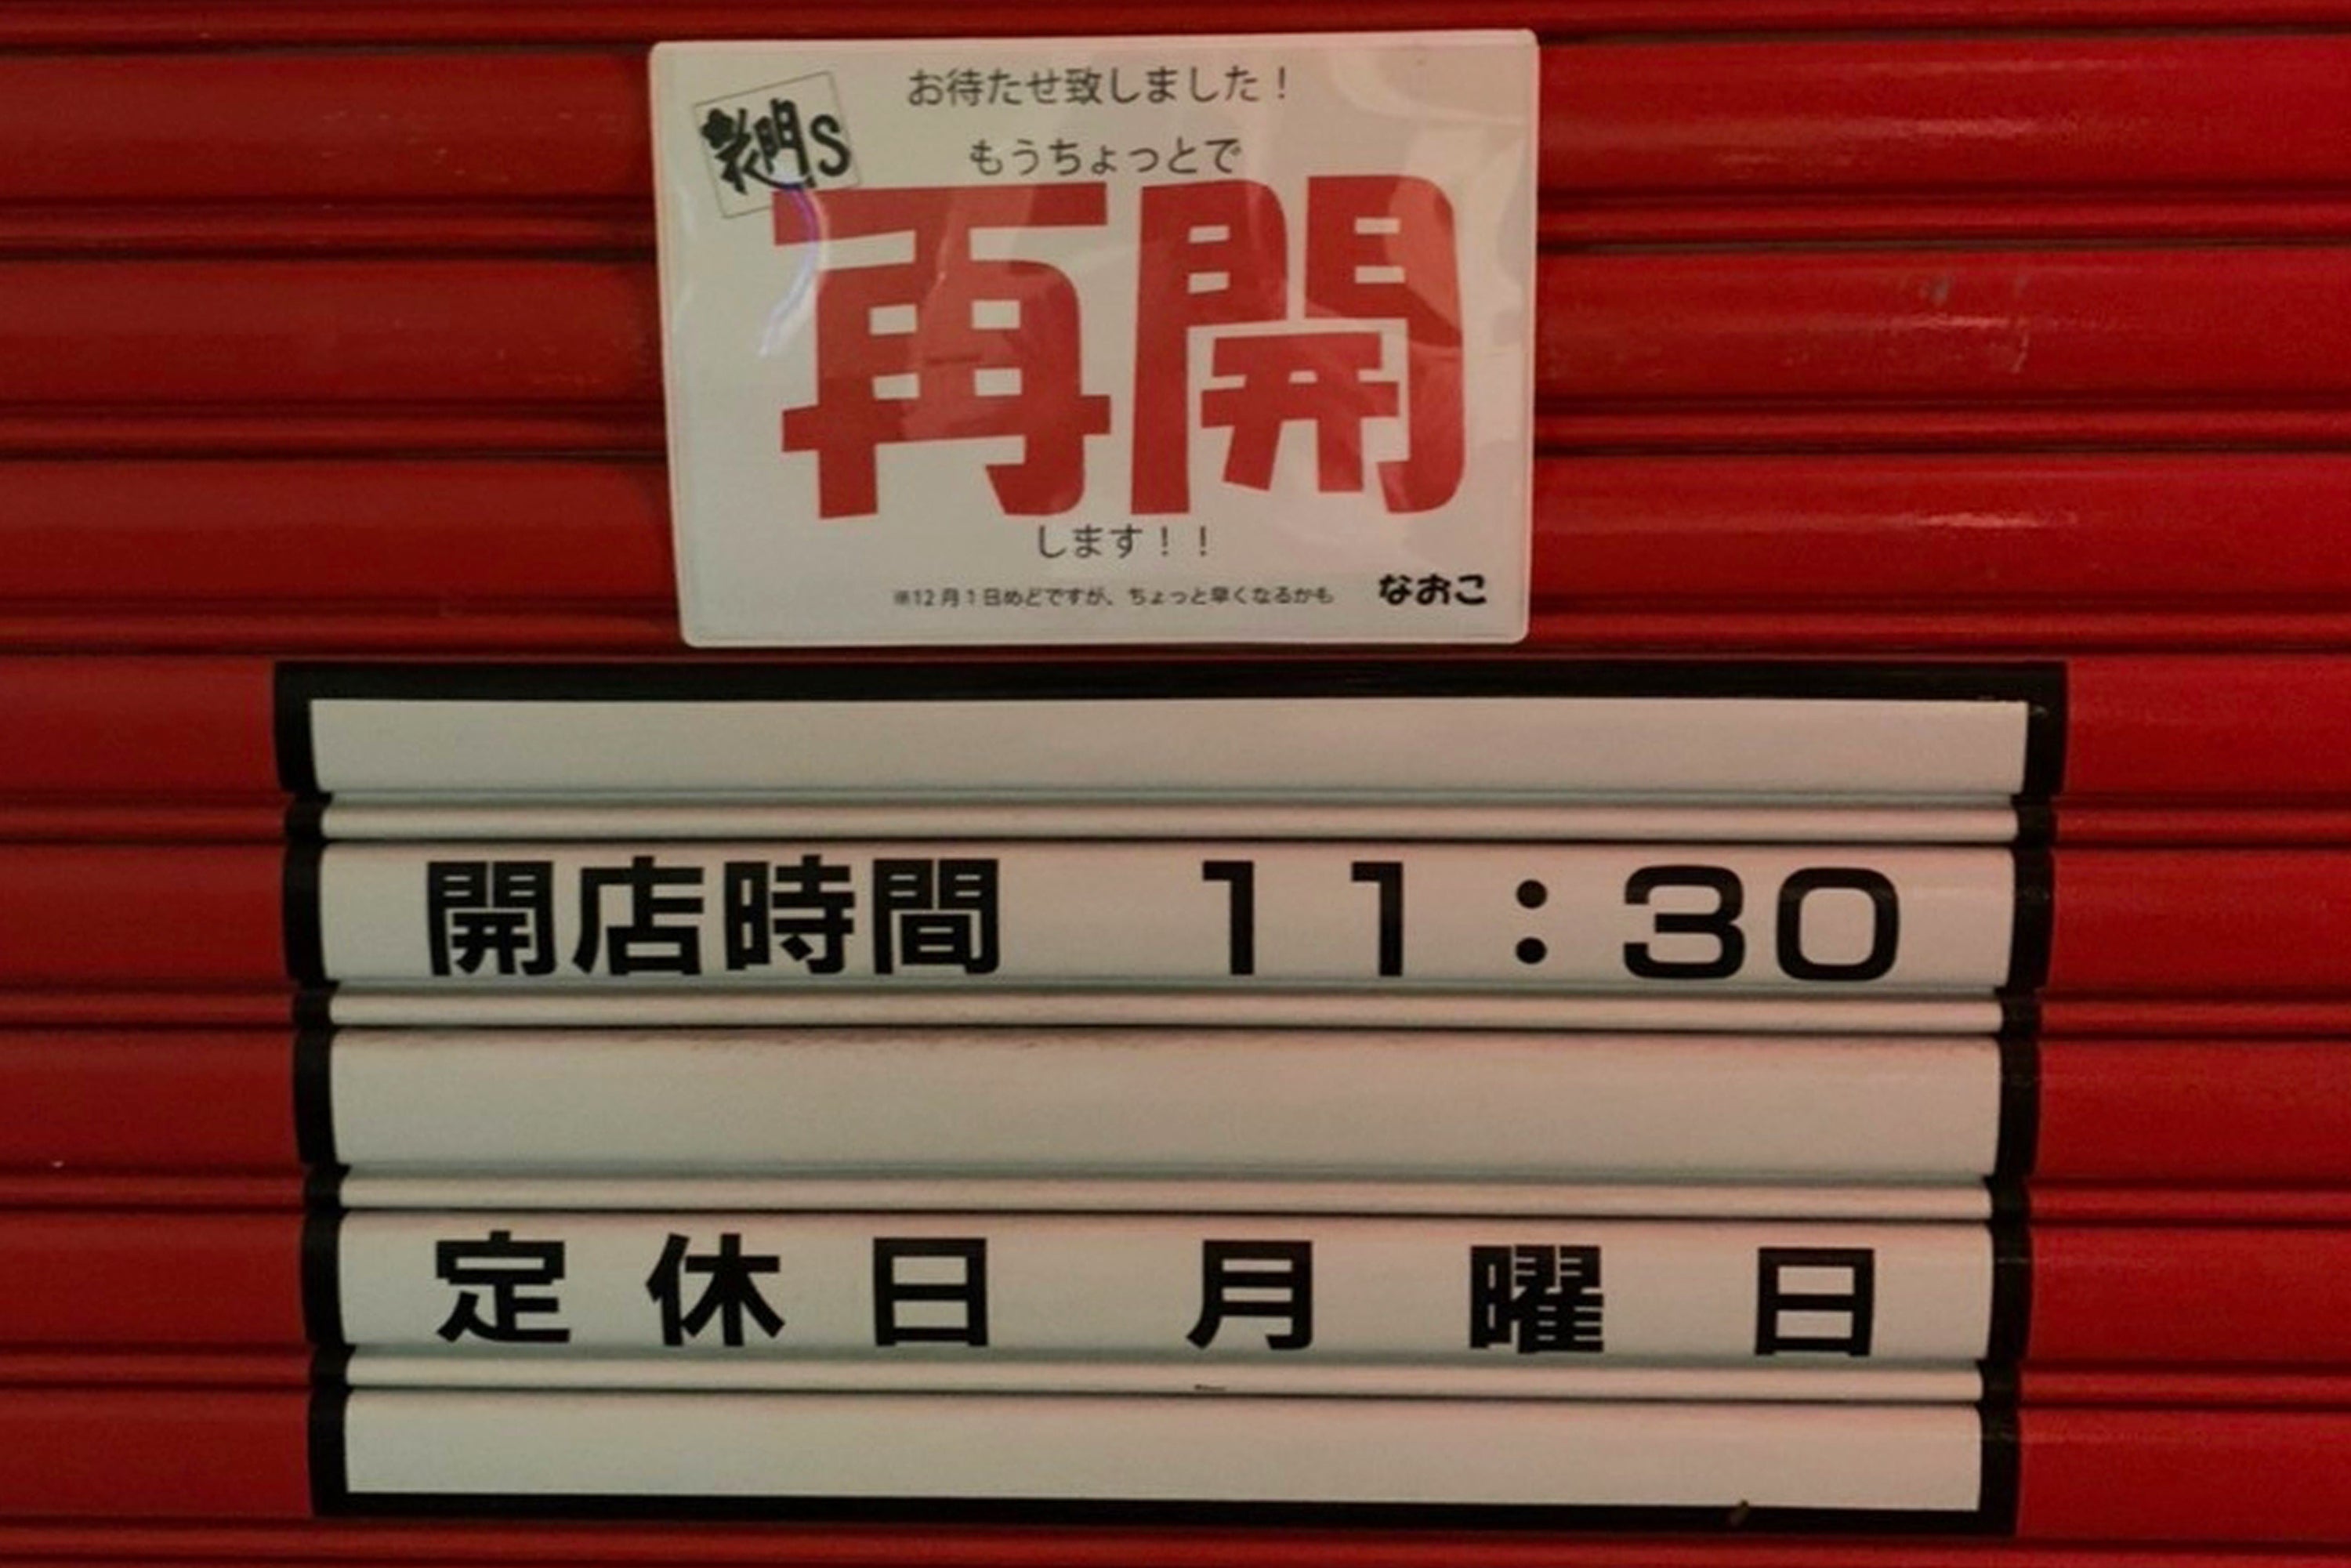 お待たせ致しました！
もうちょっとで
再開
します！！
※12月1日めどですが、ちょっと早くなるかも
なおこ
開店時間 11：30
定休日 月曜日